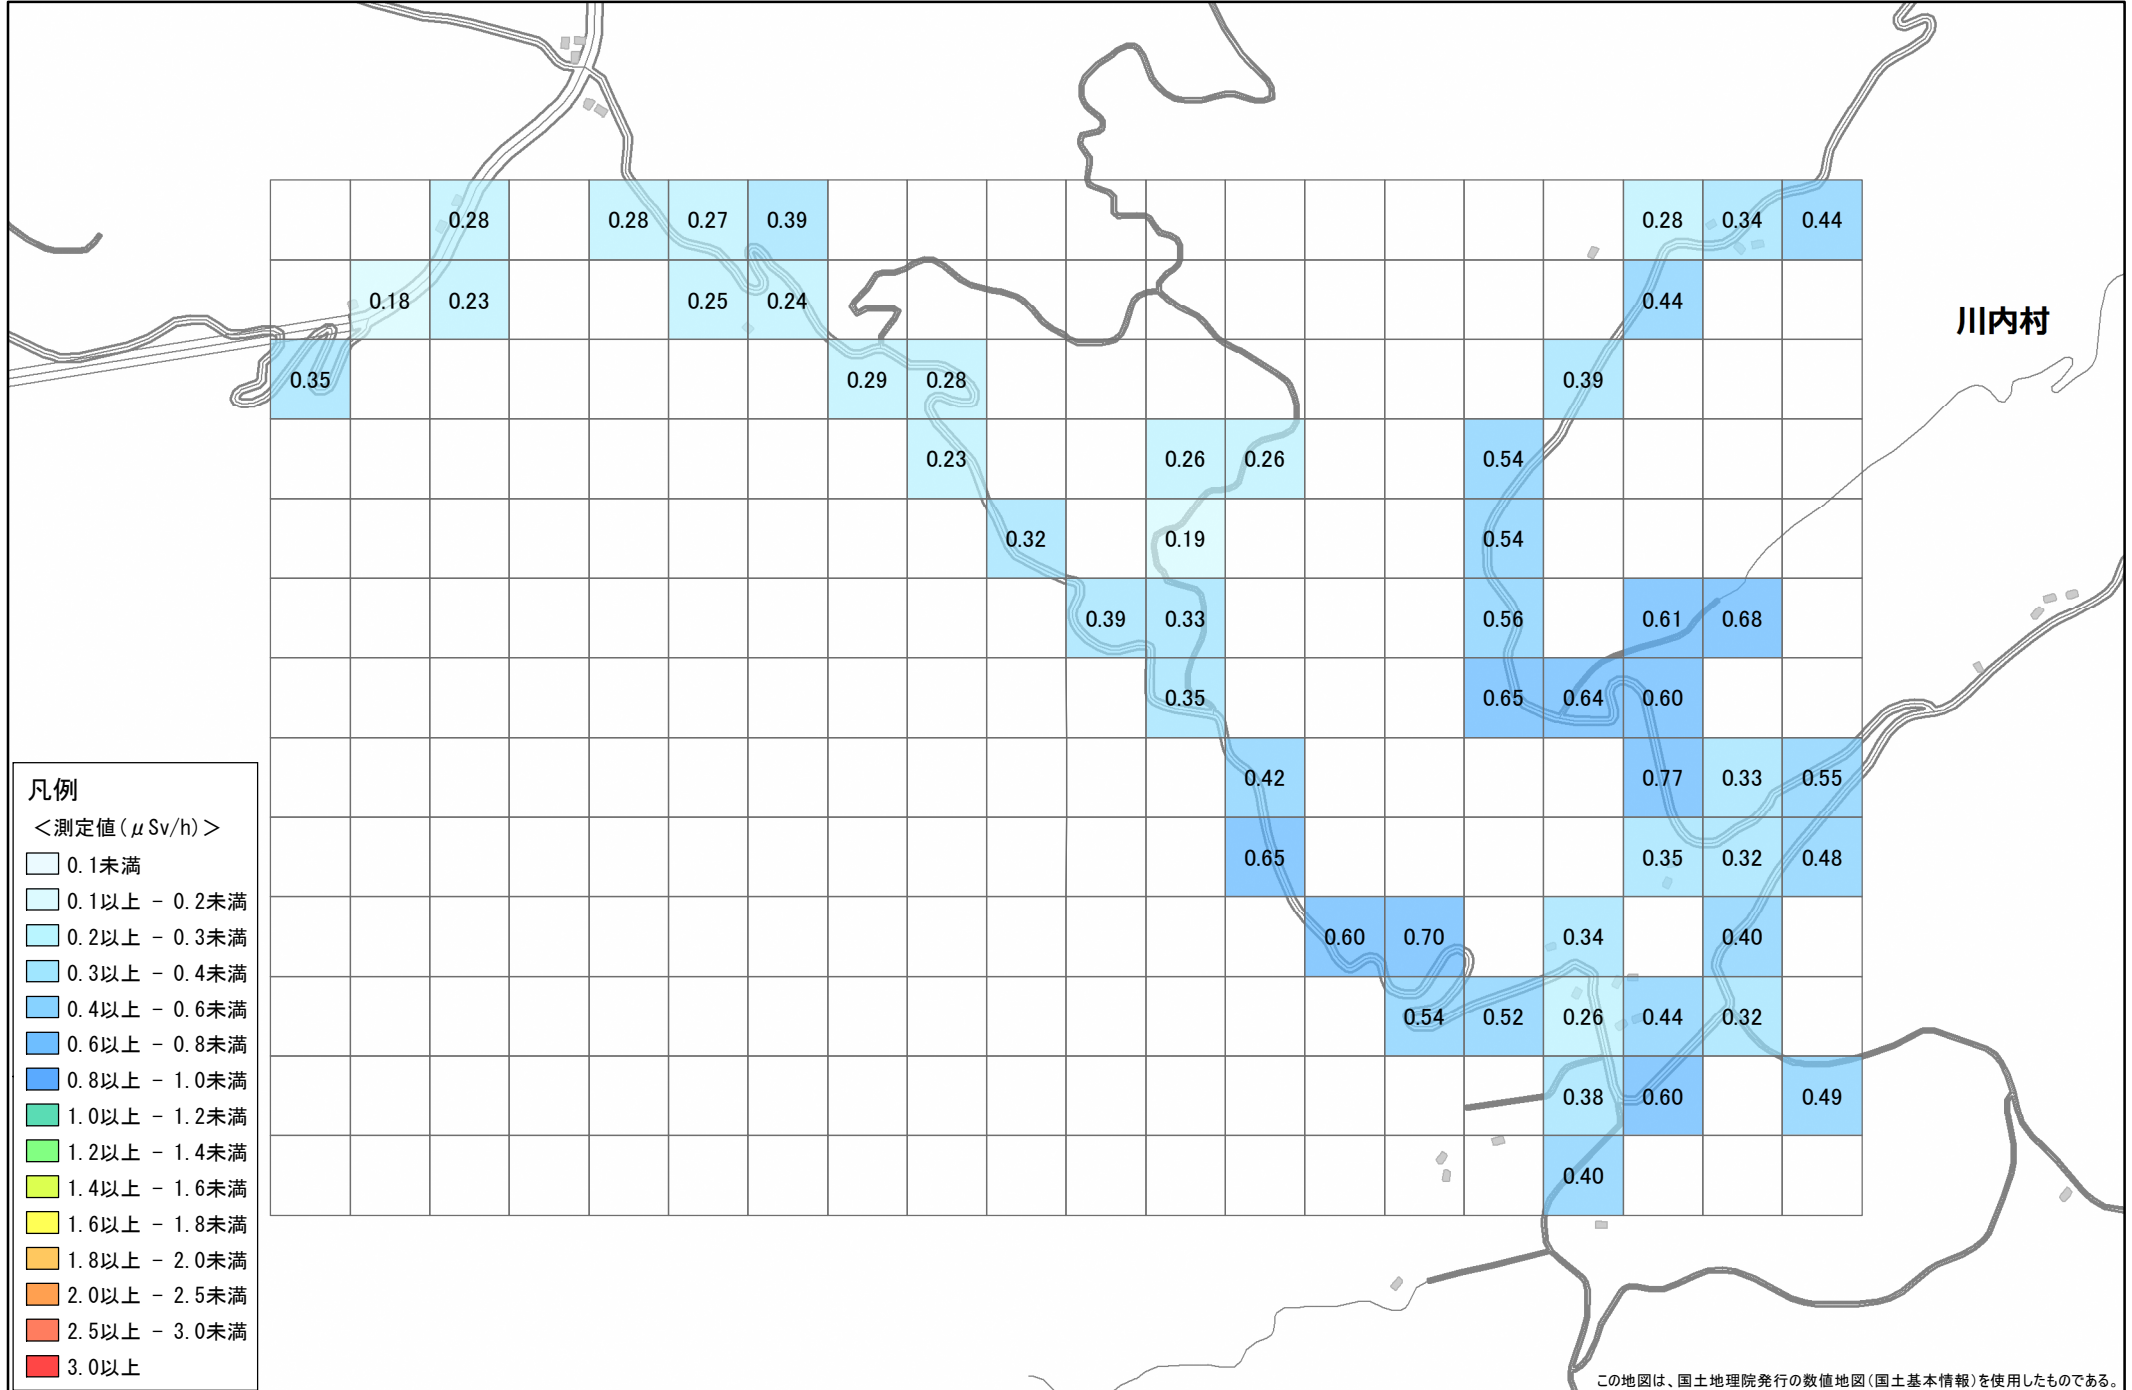 0.28 0.28 0.27 0.39 0.28 0.34 0.44
0.18 0.23 0.25 0.24 0.44
川内村
0.35 0.29 0.28 0.39
0.23 0.26 0.26 0.54
0.32 0.19 0.54
0.39 0.33 0.56 0.61 0.68
0.35 0.65 0.64 0.60
0.42 0.77 0.33 0.55
0.65 0.35 0.32 0.48
0.60 0.70 0.34 0.40
0.54 0.52 0.26 0.44 0.32
0.38 0.60 0.49
0.40
凡例
＜測定値(μSv/h)＞
0.1未満
0.1以上 － 0.2未満
0.2以上 － 0.3未満
0.3以上 － 0.4未満
0.4以上 － 0.6未満
0.6以上 － 0.8未満
0.8以上 － 1.0未満
1.0以上 － 1.2未満
1.2以上 － 1.4未満
1.4以上 － 1.6未満
1.6以上 － 1.8未満
1.8以上 － 2.0未満
2.0以上 － 2.5未満
2.5以上 － 3.0未満
3.0以上
この地図は、国土地理院発行の数値地図(国土基本情報)を使用したものである。